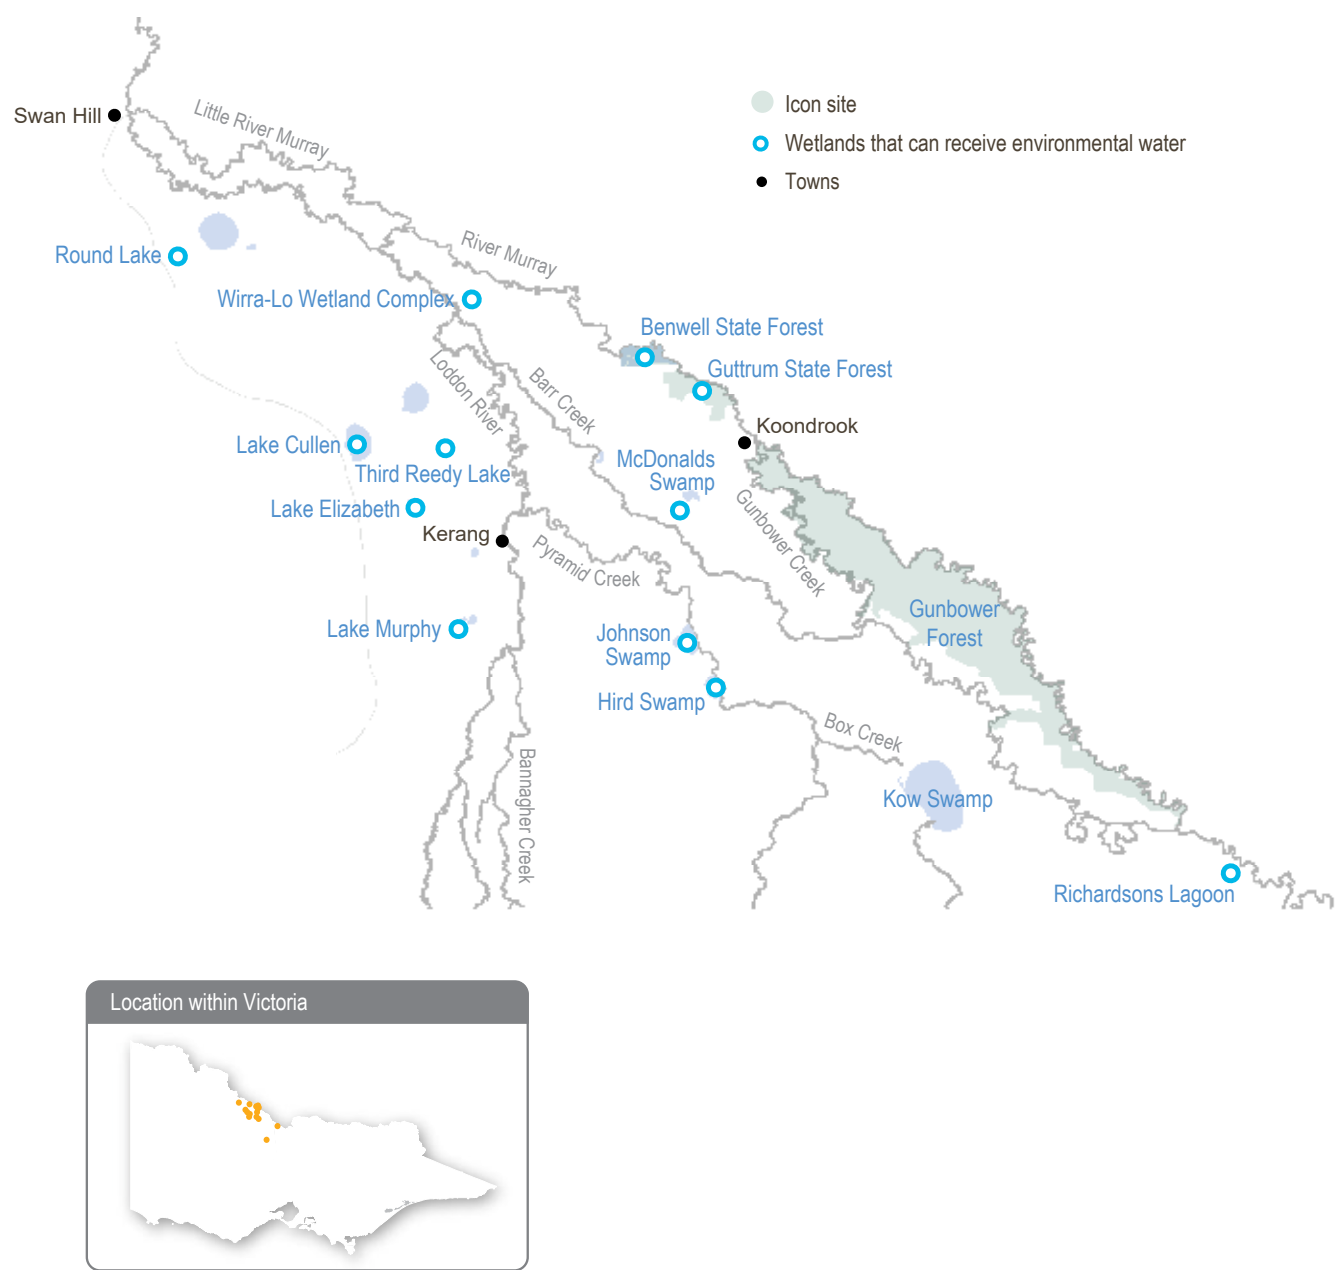 Swan Hill
Little River Murray
Icon site
Wetlands that can receive environmental water
Towns
Round Lake
River Murray
Wirra-Lo Wetland Complex
Benwell State Forest
Guttrum State Forest
Loddon River
Barr Creek
Koondrook
Lake Cullen
Third Reedy Lake
McDonalds
Swamp
Lake Elizabeth
Gunbower Creek
Kerang
Pyramid Creek
Gunbower
Forest
Lake Murphy
Johnson
Swamp
Hird Swamp
Box Creek
Bannagher Creek
Kow Swamp
Richardsons Lagoon
Location within Victoria